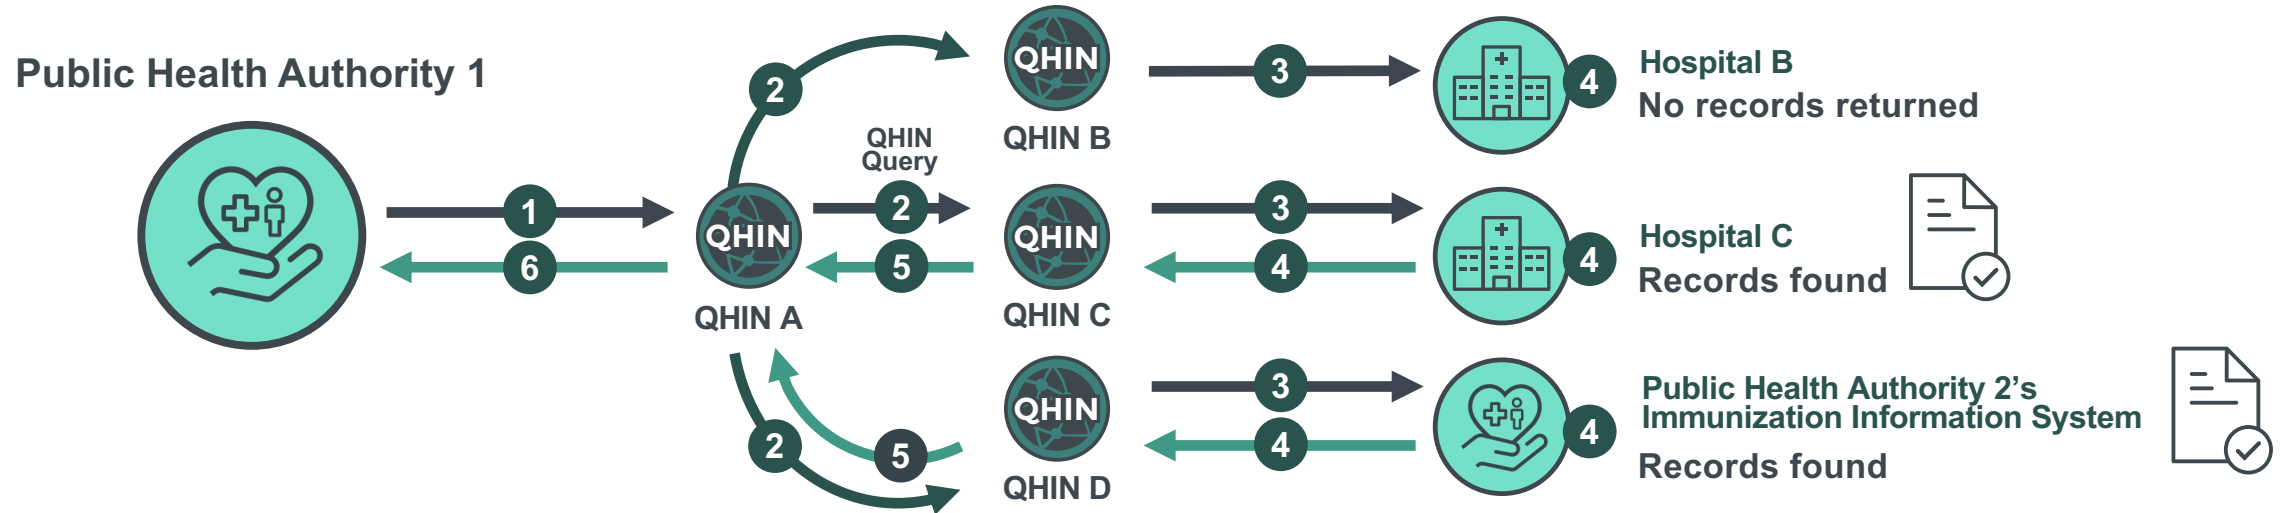 Public Health Authority 1
1
6
QHIN
QHIN A
2
QHIN
Query
2
5
2
5
QHIN
QHIN B
3
4
Hospital B
No records returned
QHIN
QHIN C
3
4
4
Hospital C
Records found
QHIN
QHIN D
3
4
4
Public Health Authority 2’s
Immunization Information System
Records found